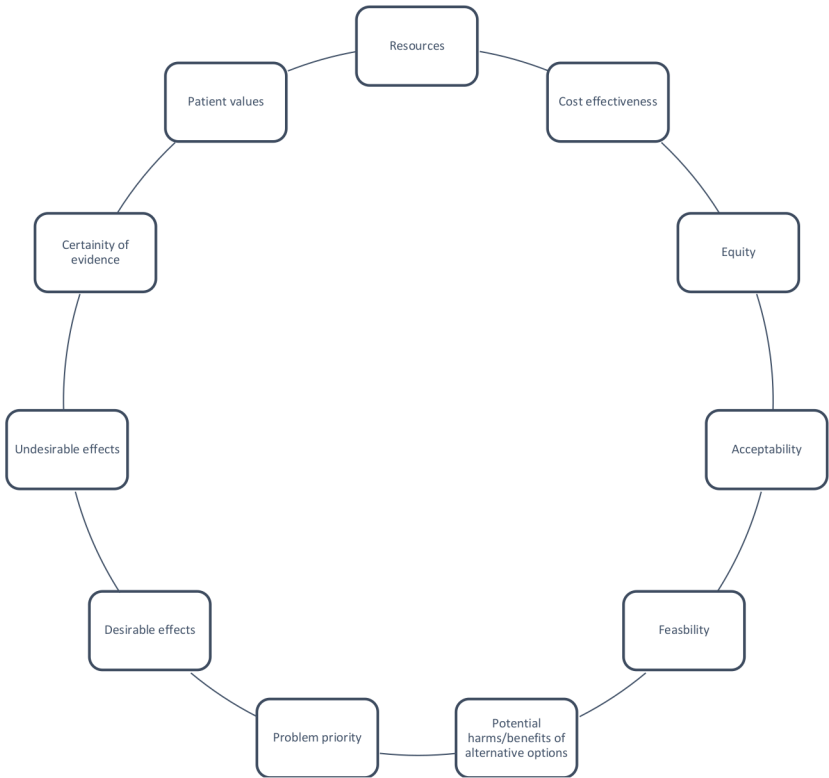 Resources
Cost effectiveness
Equity
Acceptability
Feasbility
Potential
harms/benefits of
alternative options
Problem priority
Desirable effects
Undesirable effects
Certainity of
evidence
Patient values